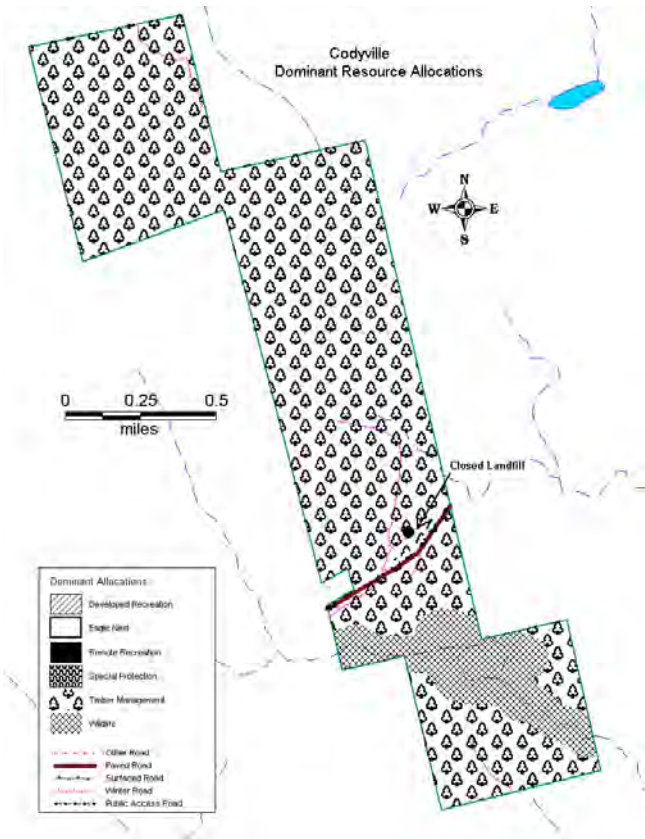 Codyville
Dominant Resource Allocations
N
W E
S
0 0.25 0.5
miles
Closed Landfill
Dominant Allocations
Developed Recreation
Eagle Nest
Remote Recreation
Special Protection
Timber Management
Wildlife
Other Road
Paved Road
Surfaced Road
Winter Road
Public Access Road